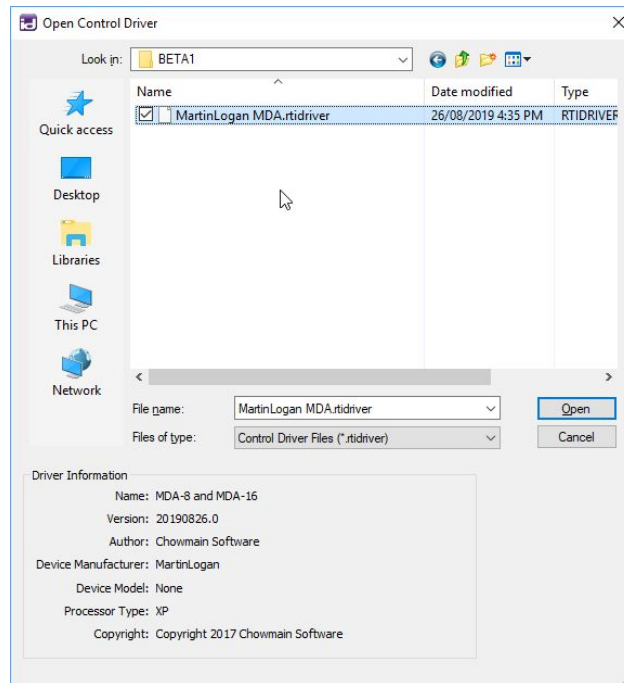 Open Control Driver
Look in: BETA1
Name Date modified Type
MartinLogan MDA.rtidriver 26/08/2019 4:35 PM RTIDRIVER
Quick access
Desktop
Libraries
This PC
Network
File name: MartinLogan MDA.rtidriver Open
Files of type: Control Driver Files (*.rtidriver) Cancel
Driver Information
Name: MDA-8 and MDA-16
Version: 20190826.0
Author: Chowmain Software
Device Manufacturer: MartinLogan
Device Model: None
Processor Type: XP
Copyright: Copyright 2017 Chowmain Software